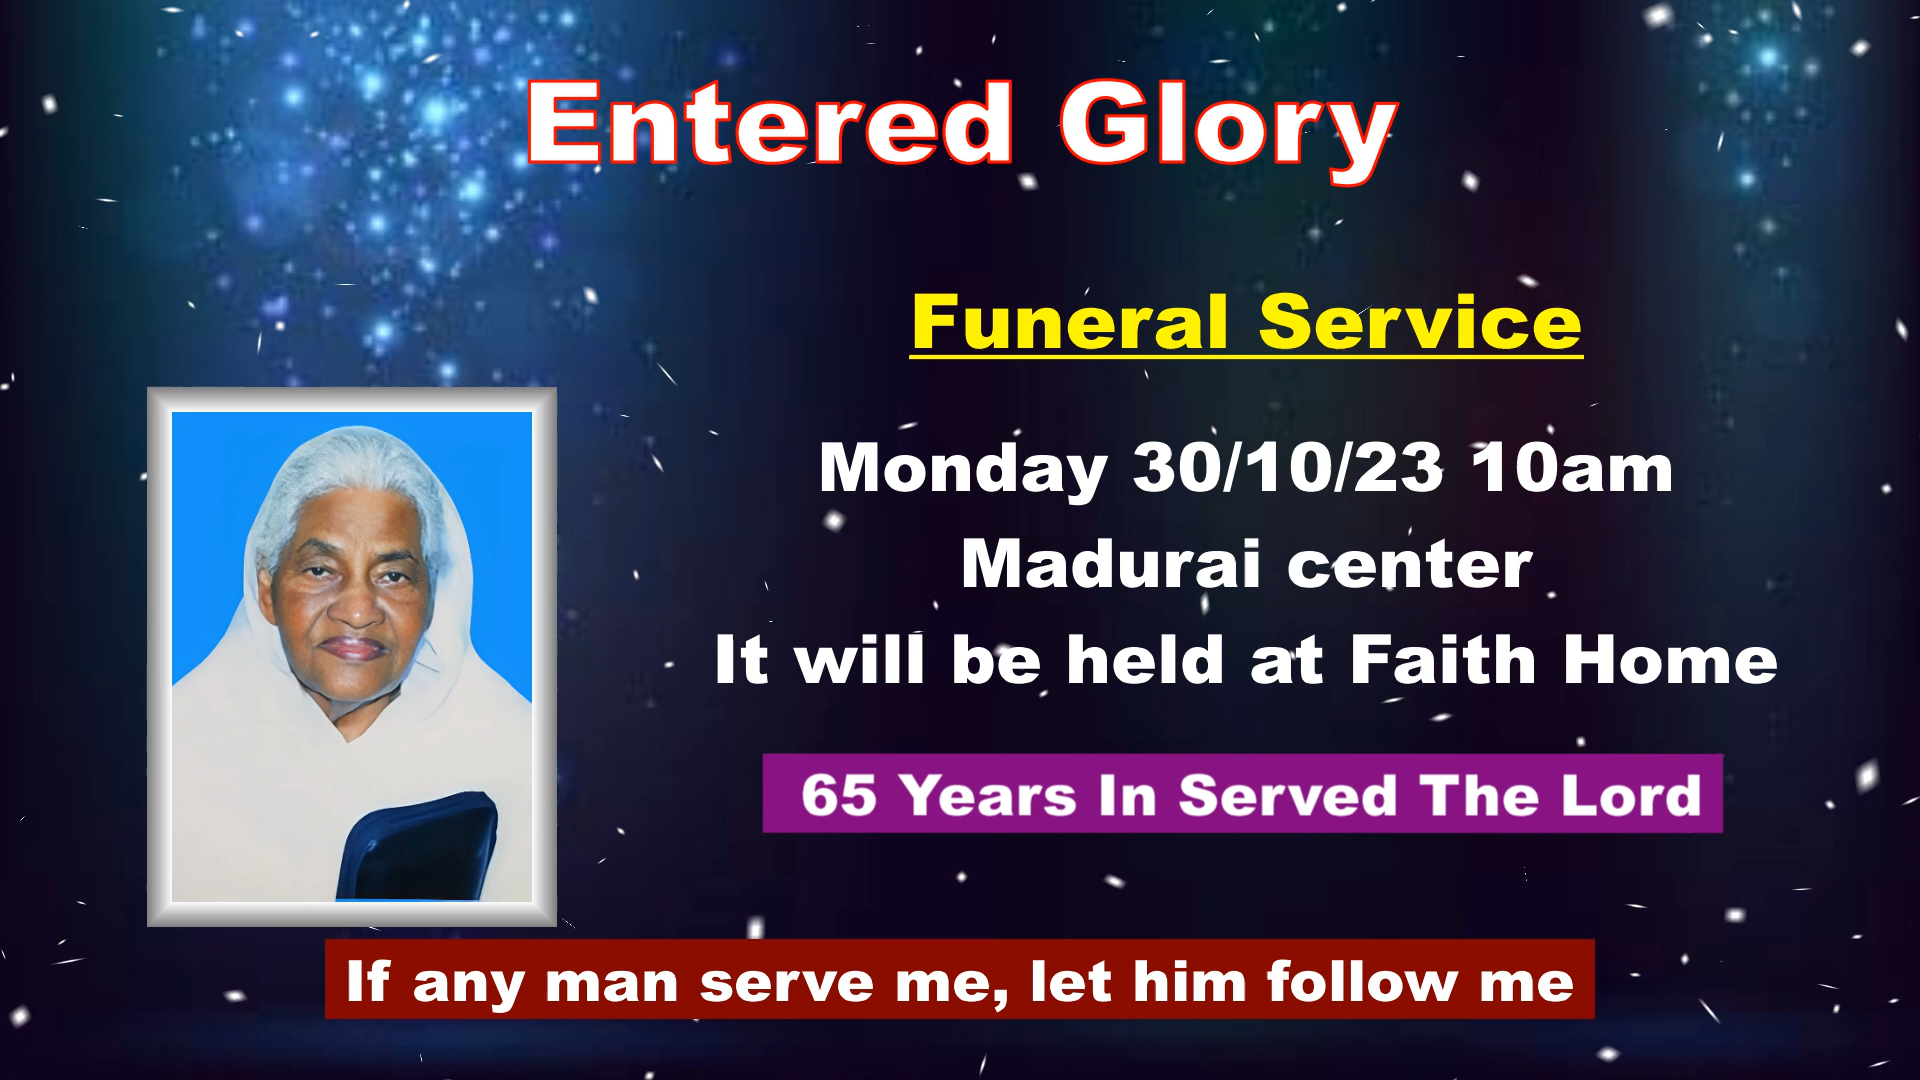 Entered Glory
Funeral Service
Monday 30/10/23 10am
Madurai center
It will be held at Faith Home
65 Years In Served The Lord
If any man serve me, let him follow me